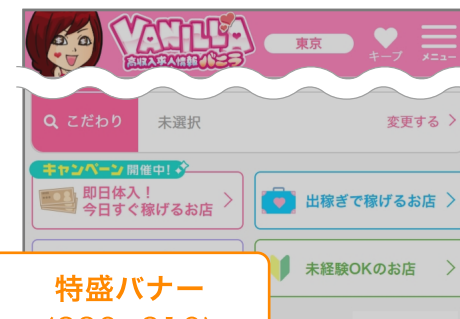 VANILLA
高収入求人情報バニラ
東京
キープ
メニュー
こだわり
未選択
変更する
キャンペーン開催中!
即日体入!
今日すぐ稼げるお店
出稼ぎで稼げるお店
未経験OKのお店
特盛バナー